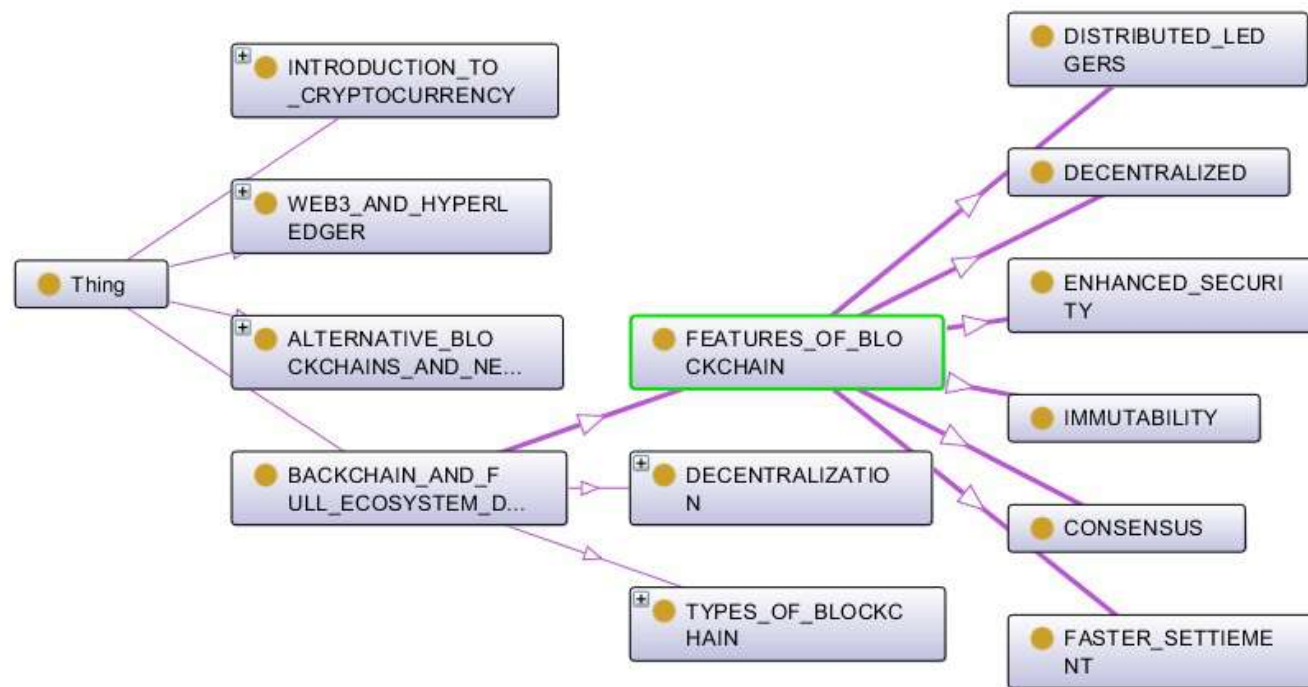 Thing
INTRODUCTION_TO
_CRYPTOCURRENCY
WEB3_AND_HYPERL
EDGER
ALTERNATIVE_BLO
CKCHAINS_AND_NE...
BACKCHAIN_AND_F
ULL_ECOSYSTEM_D...
FEATURES_OF_BLO
CKCHAIN
DECENTRALIZATIO
N
TYPES_OF_BLOCKC
HAIN
DISTRIBUTED_LED
GERS
DECENTRALIZED
ENHANCED_SECURI
TY
IMMUTABILITY
CONSENSUS
FASTER_SETTIEME
NT